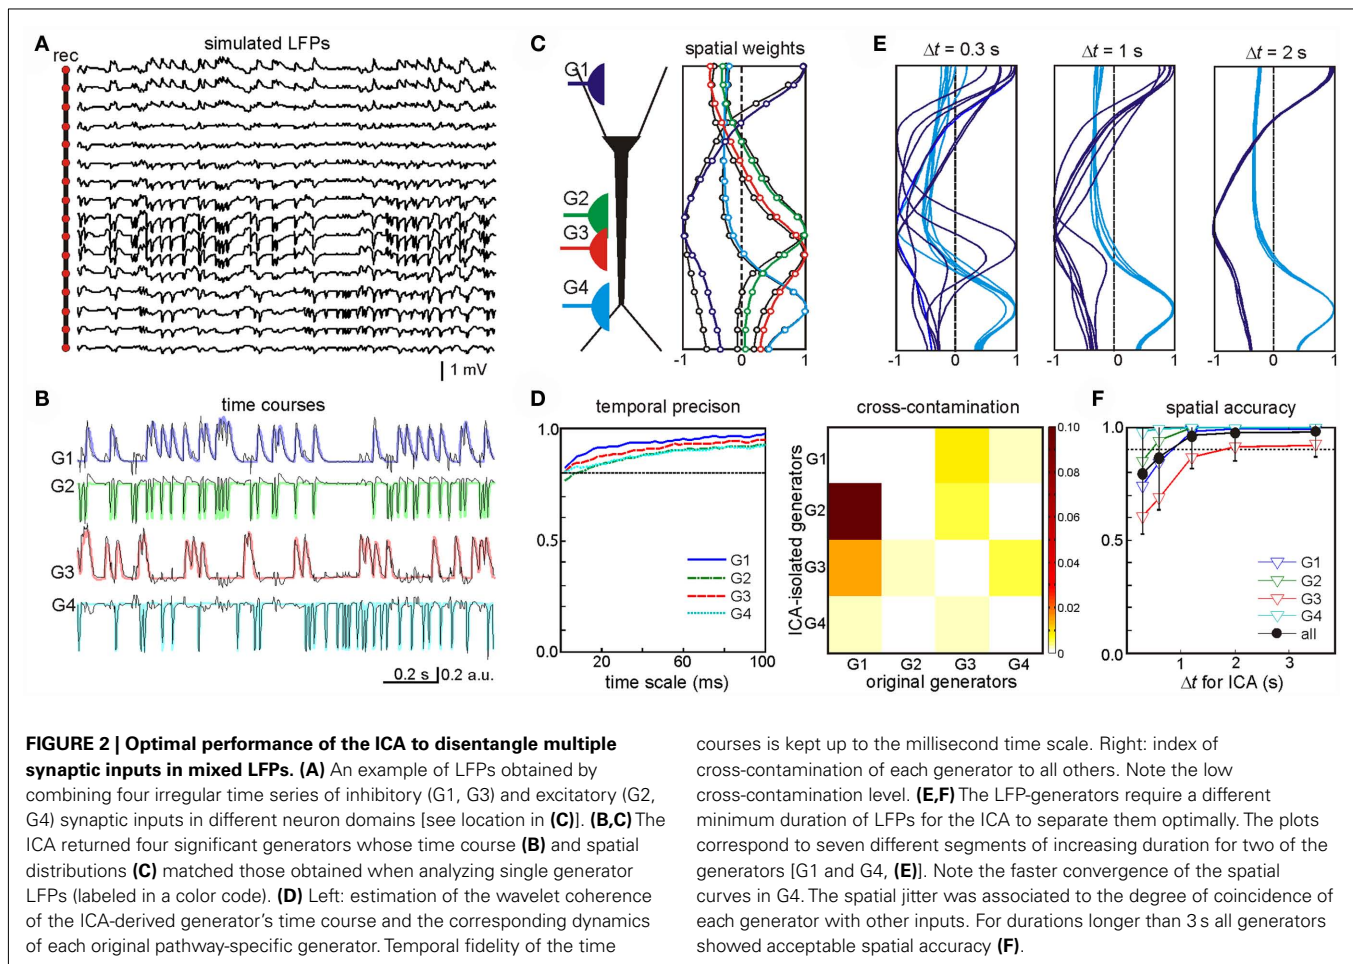 A
simulated LFPs
rec
1 mV
B
time courses
G1
G2
G3
G4
0.2 s
0.2 a.u.
C
spatial weights
G1
G2
G3
G4
-1
0
1
E
Δt = 0.3 s
Δt = 1 s
Δt = 2 s
-1
0
1
-1
0
1
-1
0
1
D
temporal precison
1.0
0.5
0.0
20
60
100
time scale (ms)
G1
G2
G3
G4
cross-contamination
ICA-isolated generators
G1
G2
G3
G4
G1
G2
G3
G4
original generators
0.10
0.08
0.06
0.04
0.02
0
F
spatial accuracy
1.0
0.5
0.0
1
2
3
Δt for ICA (s)
G1
G2
G3
G4
all
FIGURE 2 | Optimal performance of the ICA to disentangle multiple
synaptic inputs in mixed LFPs. (A) An example of LFPs obtained by
combining four irregular time series of inhibitory (G1, G3) and excitatory (G2,
G4) synaptic inputs in different neuron domains [see location in (C)]. (B,C) The
ICA returned four significant generators whose time course (B) and spatial
distributions (C) matched those obtained when analyzing single generator
LFPs (labeled in a color code). (D) Left: estimation of the wavelet coherence
of the ICA-derived generator's time course and the corresponding dynamics
of each original pathway-specific generator. Temporal fidelity of the time
courses is kept up to the millisecond time scale. Right: index of
cross-contamination of each generator to all others. Note the low
cross-contamination level. (E,F) The LFP-generators require a different
minimum duration of LFPs for the ICA to separate them optimally. The plots
correspond to seven different segments of increasing duration for two of the
generators [G1 and G4, (E)]. Note the faster convergence of the spatial
curves in G4. The spatial jitter was associated to the degree of coincidence of
each generator with other inputs. For durations longer than 3 s all generators
showed acceptable spatial accuracy (F).